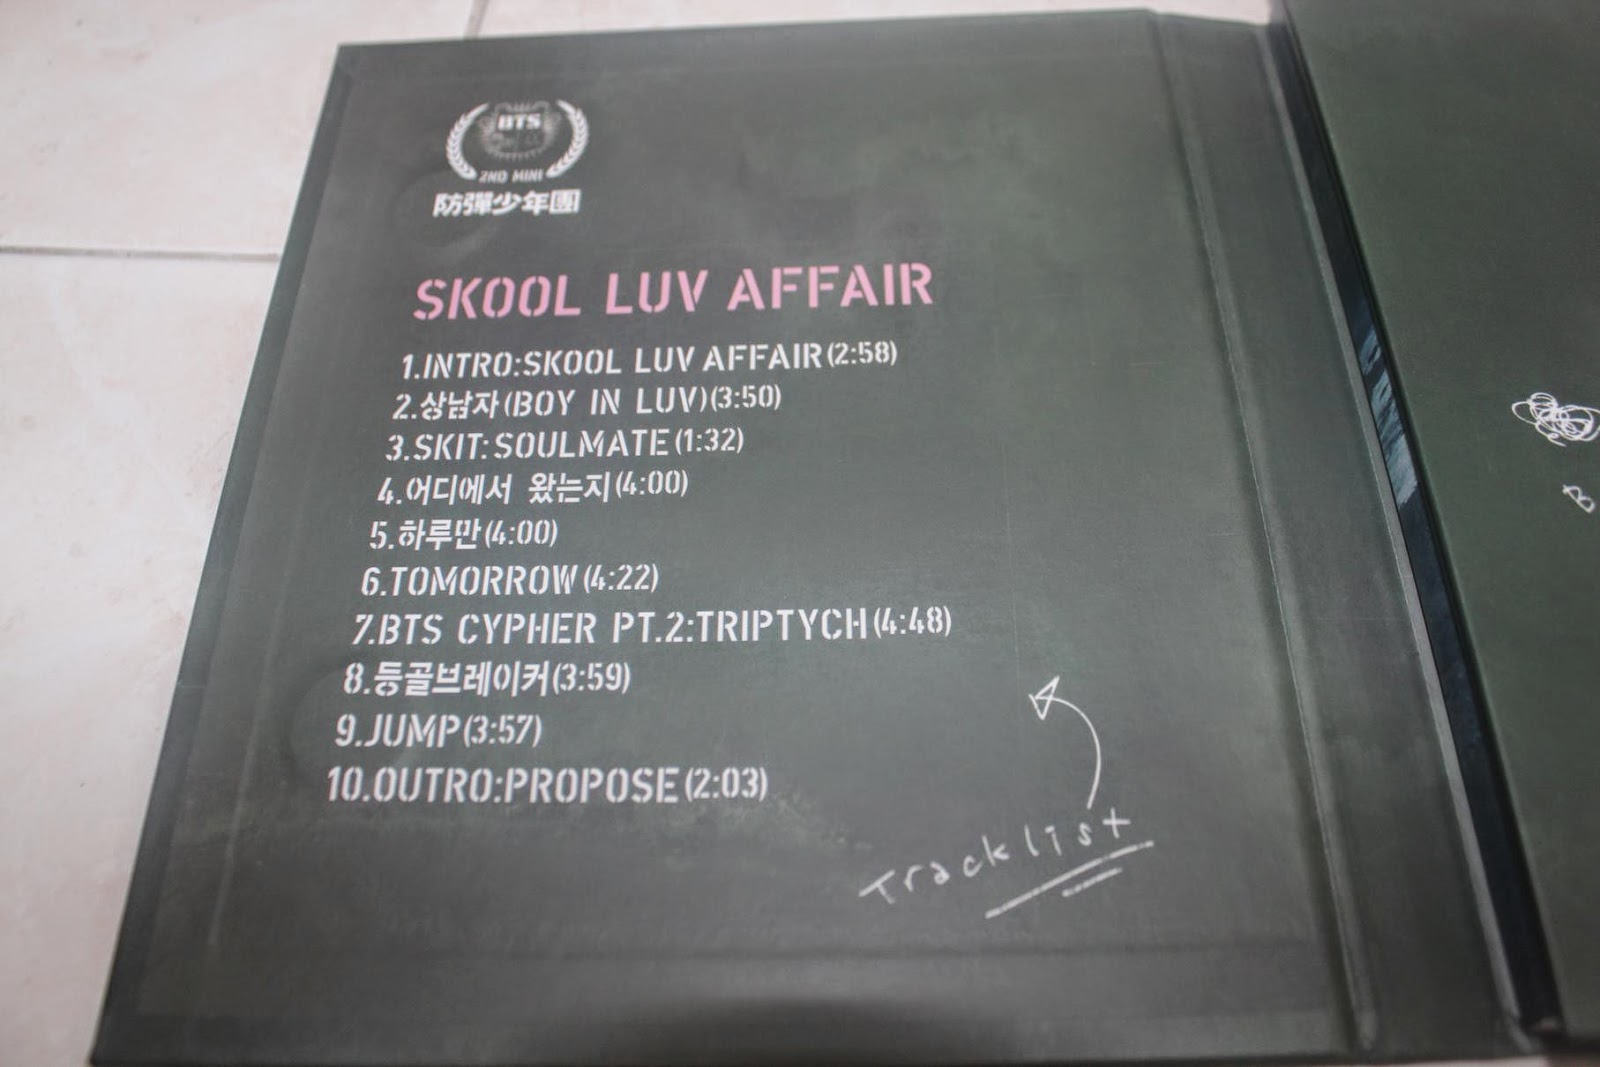 BTS
2ND MINI
防彈少年團
SKOOL LUV AFFAIR
1.INTRO:SKOOL LUV AFFAIR(2:58)
2.상남자(BOY IN LUV)(3:50)
3.SKIT:SOULMATE(1:32)
4.어디에서 왔는지(4:00)
5.하루만(4:00)
6.TOMORROW(4:22)
7.BTS CYPHER PT.2:TRIPTYCH(4:48)
8.등골브레이커(3:59)
9.JUMP(3:57)
10.OUTRO:PROPOSE(2:03)
Tracklist
B